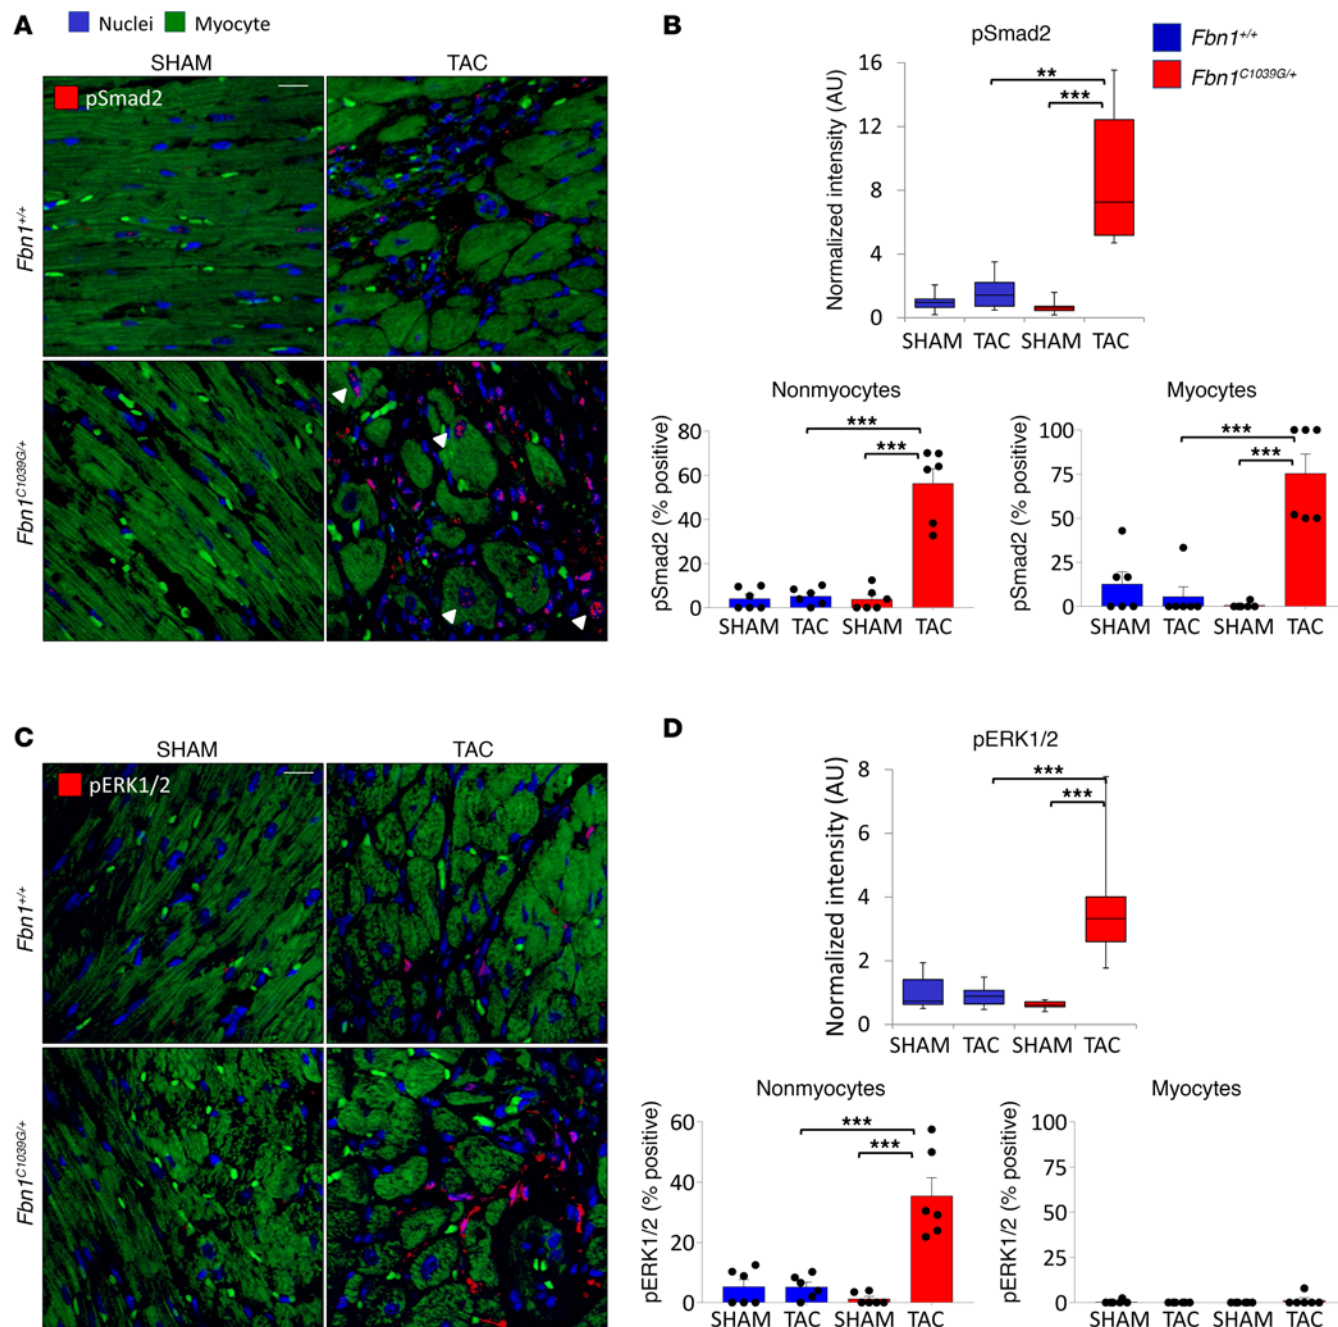 A
Nuclei Myocyte
SHAM TAC
pSmad2
Fbn1+/+
Fbn1C1039G/+
B
pSmad2
Fbn1+/+
Fbn1C1039G/+
Normalized intensity (AU)
16
12
8
4
0
** 
***
SHAM TAC SHAM TAC
Nonmyocytes
pSmad2 (% positive)
80
60
40
20
0
***
***
SHAM TAC SHAM TAC
Myocytes
pSmad2 (% positive)
100
75
50
25
0
***
***
SHAM TAC SHAM TAC
C
SHAM TAC
pERK1/2
Fbn1+/+
Fbn1C1039G/+
D
pERK1/2
Normalized intensity (AU)
8
6
4
2
0
***
***
SHAM TAC SHAM TAC
Nonmyocytes
pERK1/2 (% positive)
60
40
20
0
***
***
SHAM TAC SHAM TAC
Myocytes
pERK1/2 (% positive)
100
75
50
25
0
SHAM TAC SHAM TAC